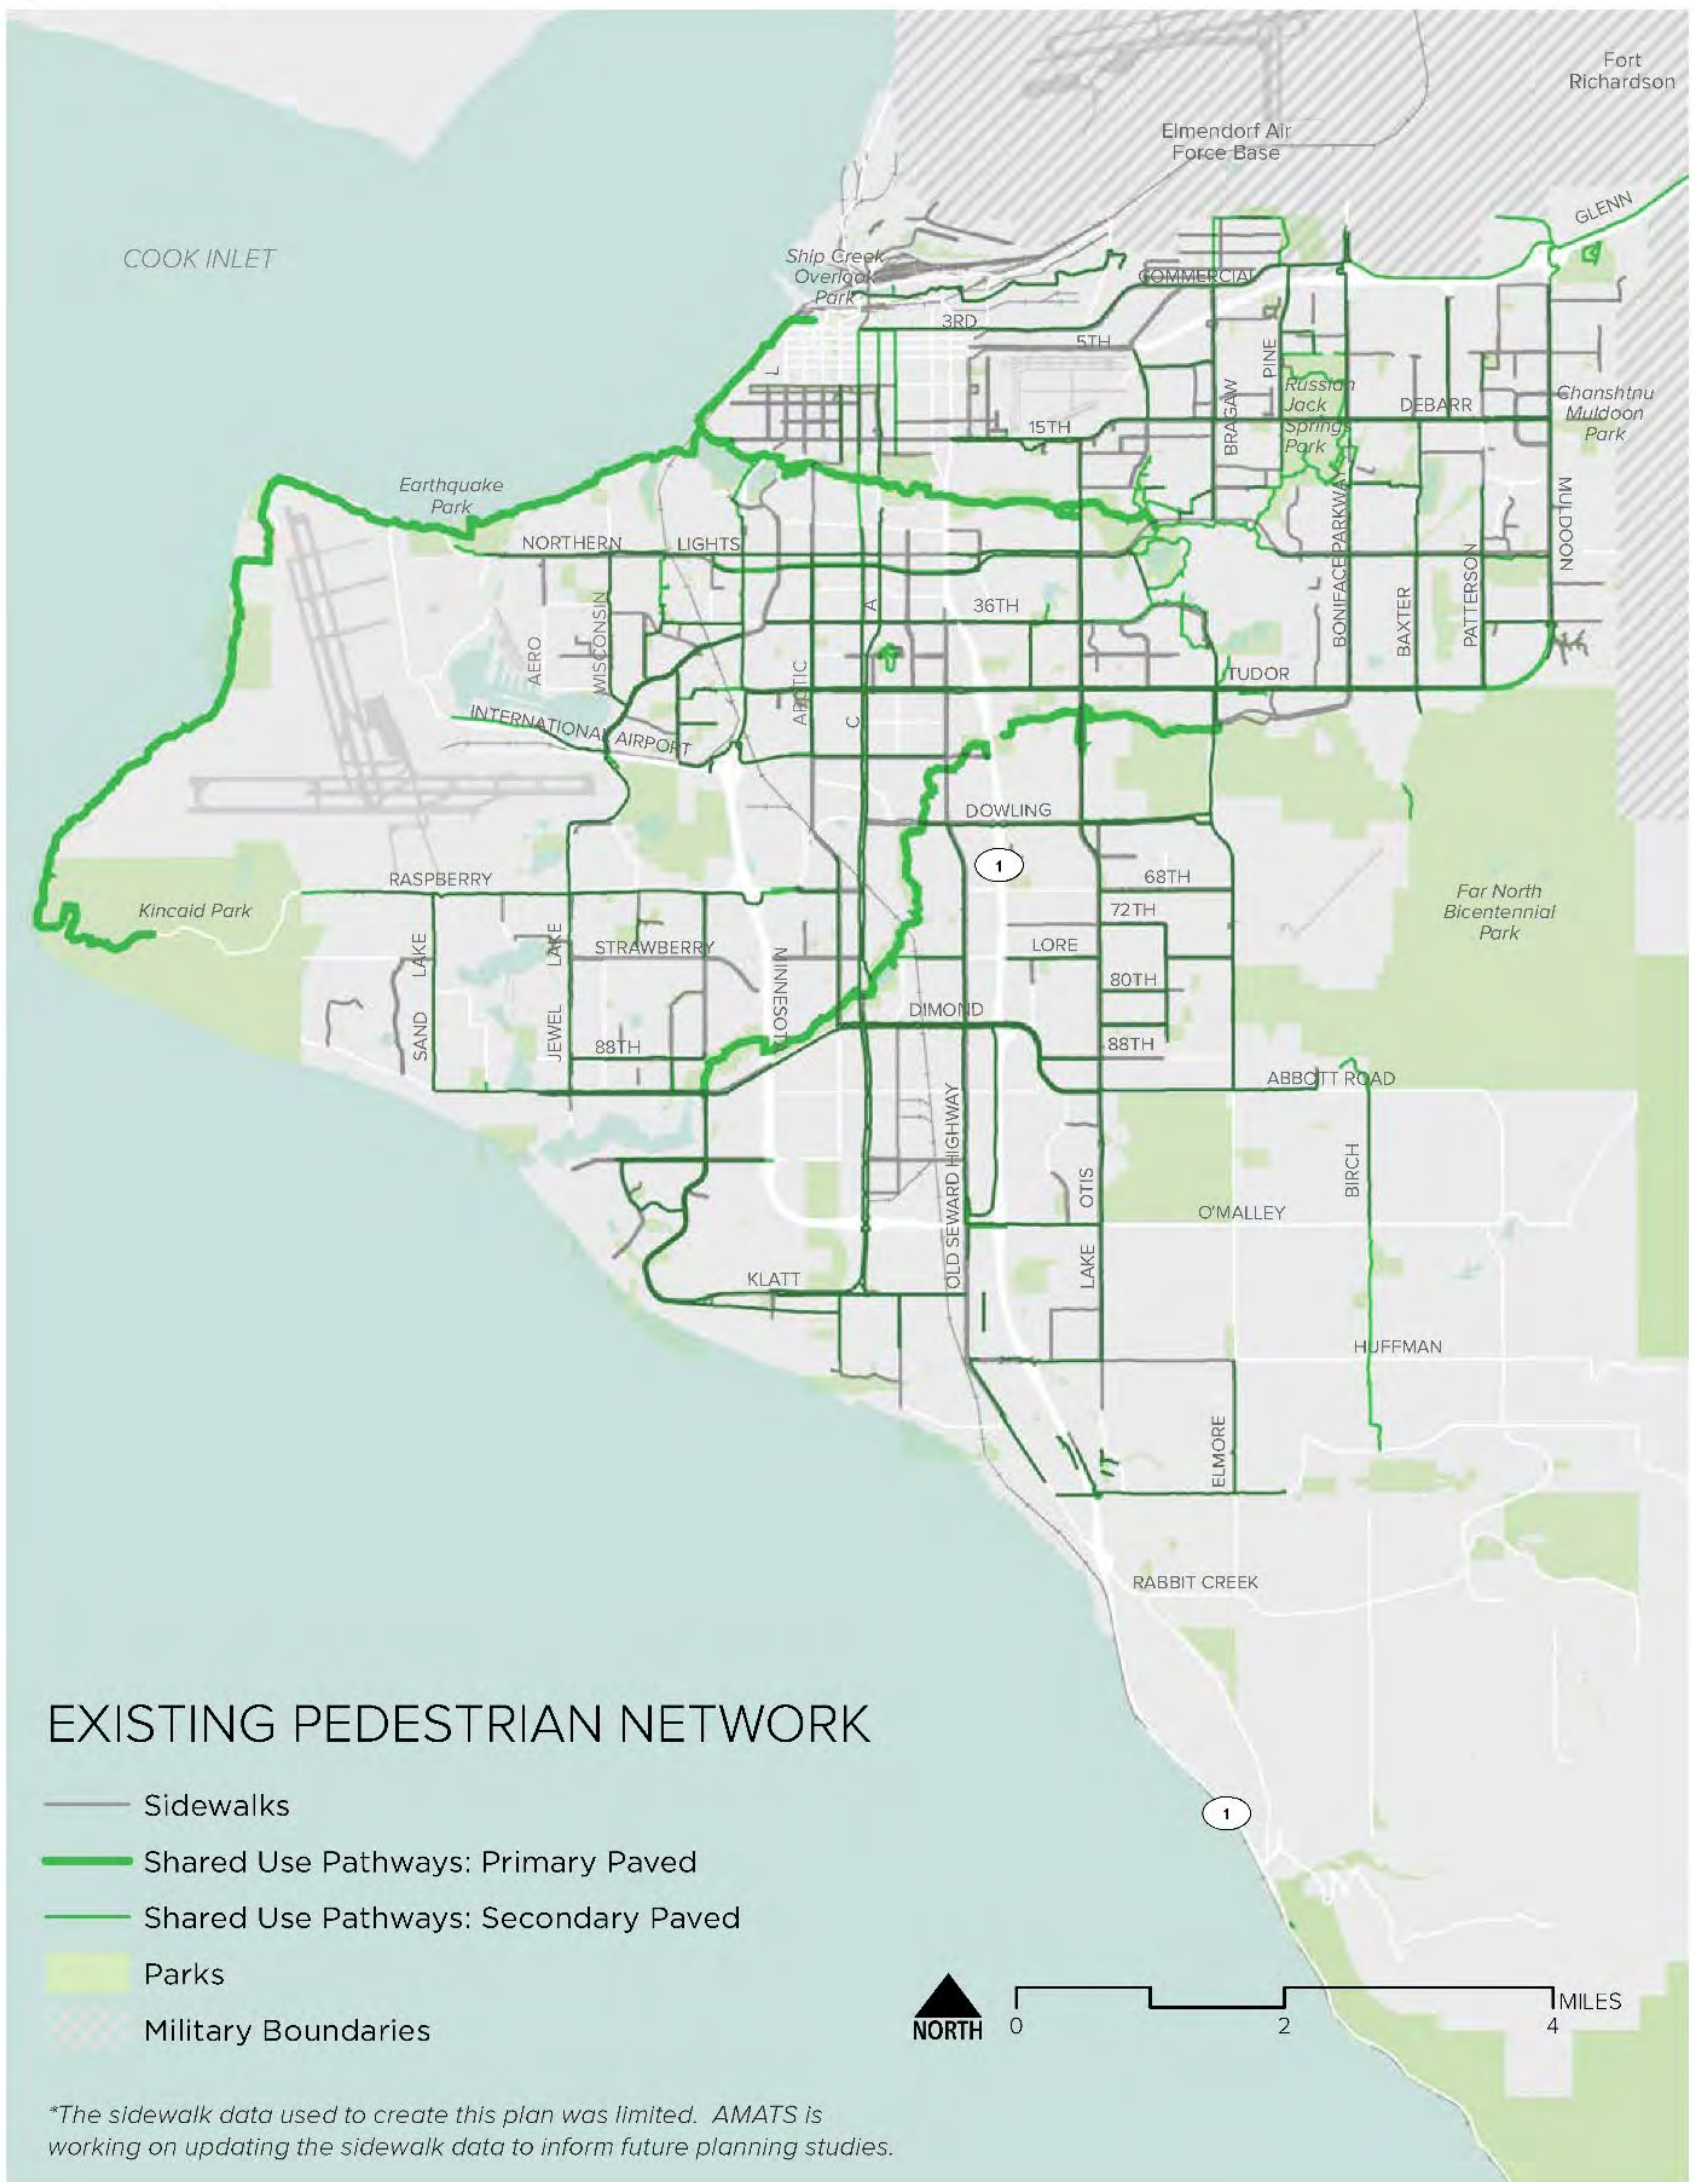 Fort
Richardson
Elmendorf Air
Force Base
GLENN
COOK INLET
Ship Creek
Overlook
Park
COMMERCIAL
3RD
5TH
L
PINE
BRAGAW
Russian
Jack
Springs
Park
DEBARR
Chanshtnu
Muldoon
Park
15TH
Earthquake
Park
NORTHERN
LIGHTS
BONIFACE PARKWAY
MULDOON
WISCONSIN
A
36TH
BAXTER
PATTERSON
AERO
ARCTIC
TUDOR
INTERNATIONAL AIRPORT
C
DOWLING
1
RASPBERRY
68TH
Kincaid Park
72TH
Far North
Bicentennial
Park
SAND LAKE
JEWEL LAKE
STRAWBERRY
MINNESOTA
LORE
80TH
DIMOND
88TH
88TH
ABBOTT ROAD
OLD SEWARD HIGHWAY
LAKE OTIS
BIRCH
O'MALLEY
KLATT
HUFFMAN
ELMORE
RABBIT CREEK
EXISTING PEDESTRIAN NETWORK
Sidewalks
1
Shared Use Pathways: Primary Paved
Shared Use Pathways: Secondary Paved
Parks
Military Boundaries
NORTH
0
2
4
MILES
*The sidewalk data used to create this plan was limited. AMATS is
working on updating the sidewalk data to inform future planning studies.